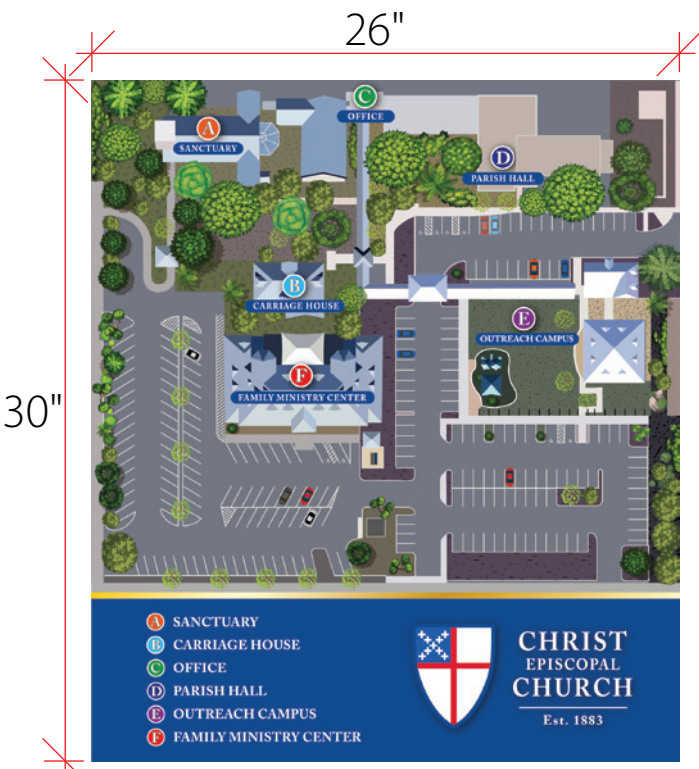 26"
30"
C
OFFICE
A
SANCTUARY
D
PARISH HALL
B
CARRIAGE HOUSE
E
OUTREACH CAMPUS
F
FAMILY MINISTRY CENTER
A SANCTUARY
B CARRIAGE HOUSE
C OFFICE
D PARISH HALL
E OUTREACH CAMPUS
F FAMILY MINISTRY CENTER
CHRIST
EPISCOPAL
CHURCH
Est. 1883